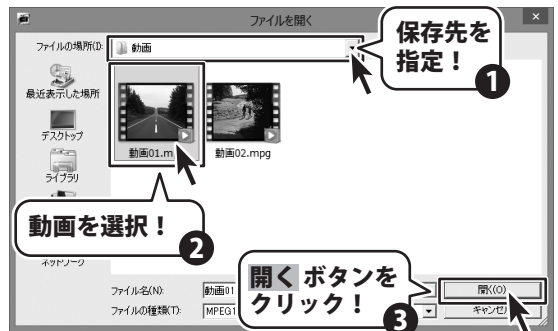 ファイルを開く
ファイルの場所(I):
動画
保存先を
指定！
1
最近表示した場所
デスクトップ
ライブラリ
動画01.m
動画02.mpg
動画を選択！
2
ネットワーク
ファイル名(N):
動画01
開く ボタンを
クリック！
3
開く(O)
ファイルの種類(T):
MPEG1
キャンセル